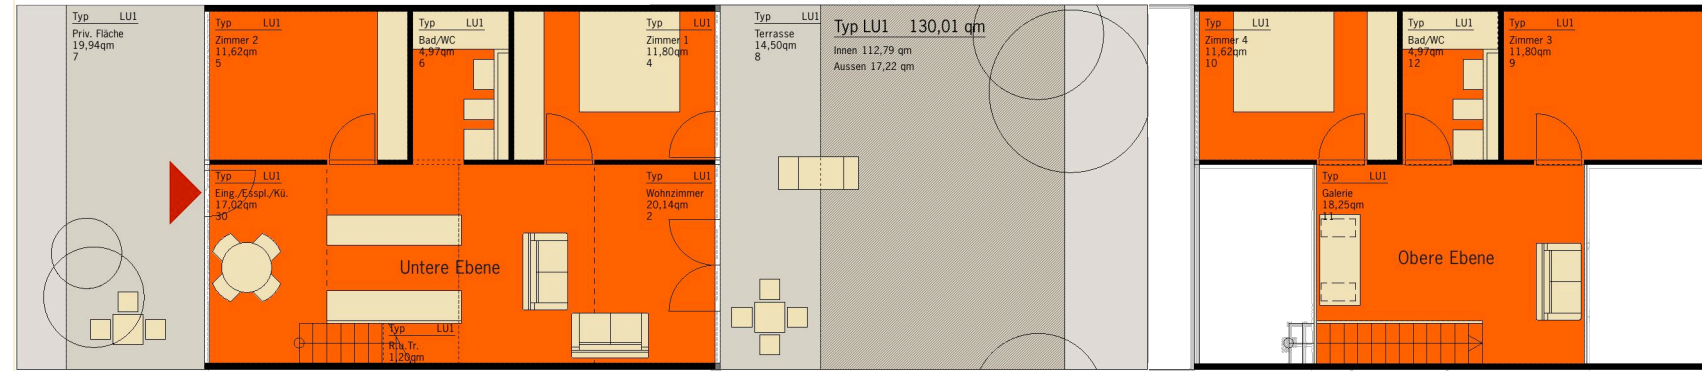 Typ LU1
Priv. Fläche
19,94qm
7
Typ LU1
Zimmer 2
11,62qm
5
Typ LU1
Bad/WC
4,97qm
6
Typ LU1
Zimmer 1
11,80qm
4
Typ LU1
Terrasse
14,50qm
8
Typ LU1 130,01 qm
Innen 112,79 qm
Aussen 17,22 qm
Typ LU1
Zimmer 4
11,62qm
10
Typ LU1
Bad/WC
4,97qm
12
Typ LU1
Zimmer 3
11,80qm
9
Typ LU1
Eing./Esspl./Kü.
17,02qm
30
Typ LU1
Wohnzimmer
20,14qm
2
Typ LU1
Galerie
18,25qm
11
Untere Ebene
Obere Ebene
Typ LU1
R.u.Tr.
1,20qm